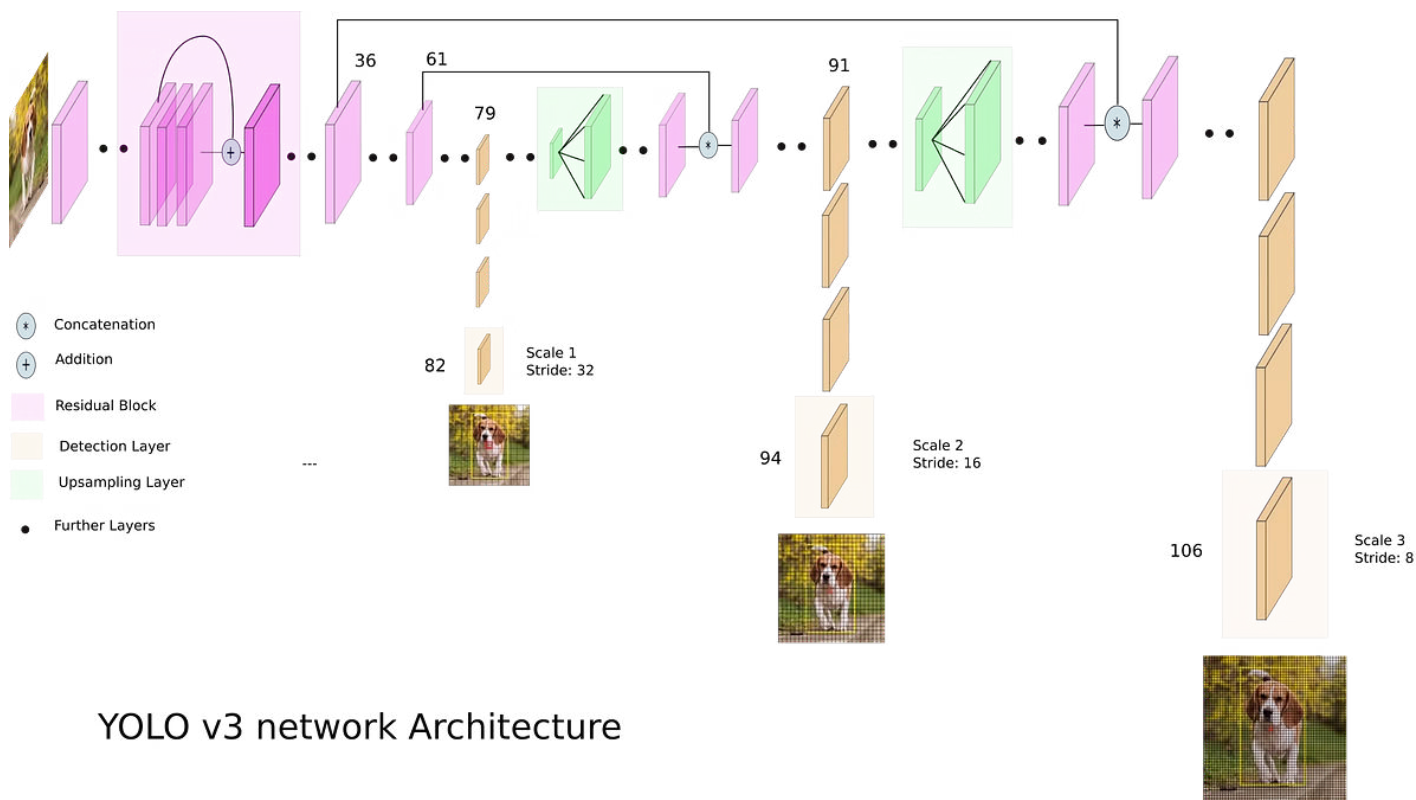 36
61
79
91
+
*
*
* Concatenation
+ Addition
Residual Block
Detection Layer
Upsampling Layer
Further Layers
---
82
Scale 1
Stride: 32
94
Scale 2
Stride: 16
106
Scale 3
Stride: 8
YOLO v3 network Architecture